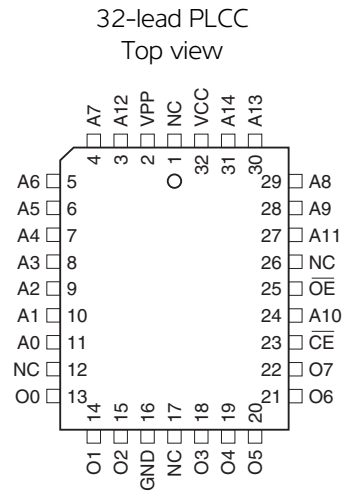 32-lead PLCC
Top view
A7 A12 VPP NC VCC A14 A13
4 3 2 1 32 31 30
A6 5 29 A8
A5 6 28 A9
A4 7 27 A11
A3 8 26 NC
A2 9 25 O̅E̅
A1 10 24 A10
A0 11 23 C̅E̅
NC 12 22 O7
O0 13 21 O6
14 15 16 17 18 19 20
O1 O2 GND NC O3 O4 O5